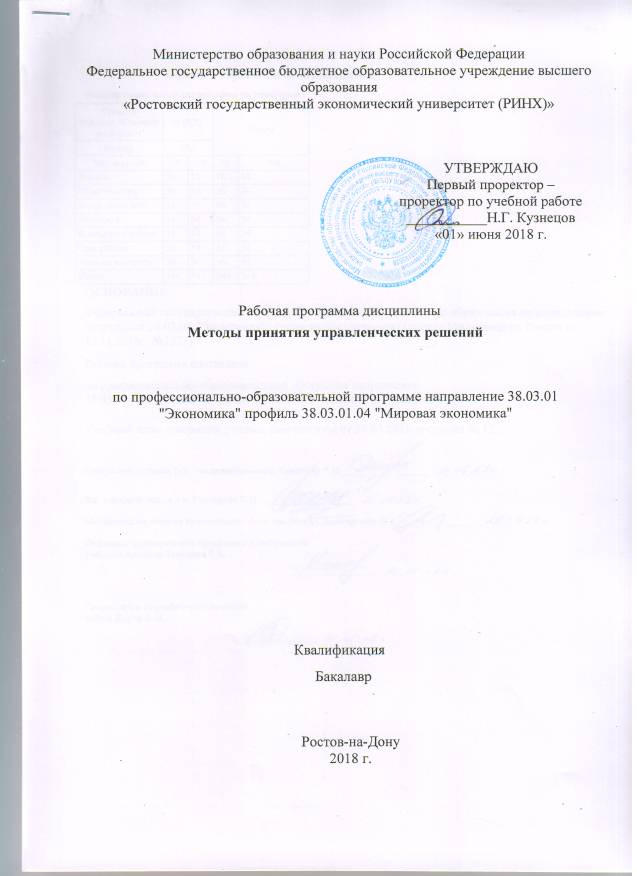 Министерство образования и науки Российской Федерации
Федеральное государственное бюджетное образовательное учреждение высшего
образования
«Ростовский государственный экономический университет (РИНХ)»
УТВЕРЖДАЮ
Первый проректор –
проректор по учебной работе
Н.Г. Кузнецов
«01» июня 2018 г.
Рабочая программа дисциплины
Методы принятия управленческих решений
по профессионально-образовательной программе направление 38.03.01
"Экономика" профиль 38.03.01.04 "Мировая экономика"
Квалификация
Бакалавр
Ростов-на-Дону
2018 г.